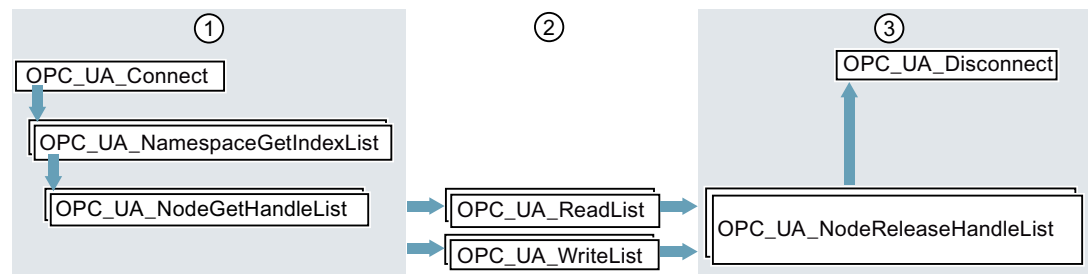 ①
②
③
OPC_UA_Connect
OPC_UA_NamespaceGetIndexList
OPC_UA_NodeGetHandleList
OPC_UA_ReadList
OPC_UA_WriteList
OPC_UA_Disconnect
OPC_UA_NodeReleaseHandleList